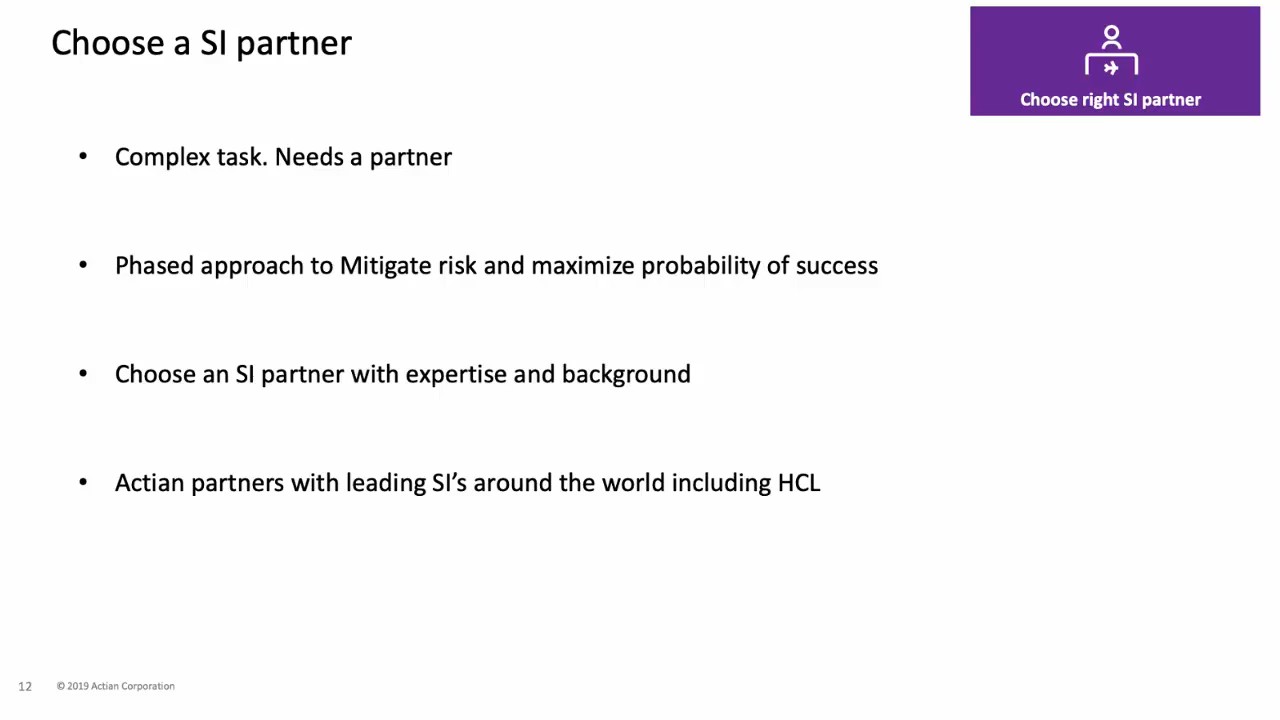 Choose a SI partner
Choose right SI partner
• Complex task. Needs a partner
• Phased approach to Mitigate risk and maximize probability of success
• Choose an SI partner with expertise and background
• Actian partners with leading SI’s around the world including HCL
12 © 2019 Actian Corporation